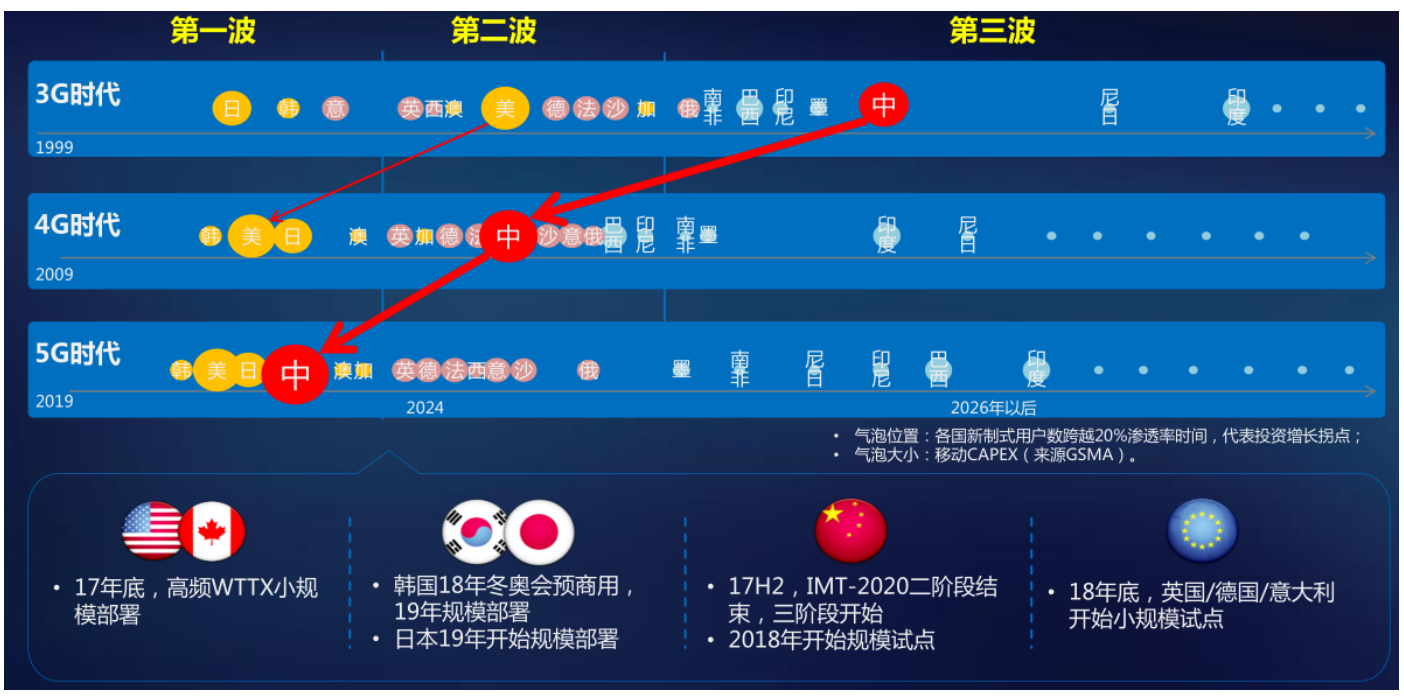 第一波 第二波 第三波
3G时代
日 韩 意 英 西 澳 美 德 法 沙 加 俄 南非 巴西 印尼 墨 中 尼日 印度
1999
4G时代
韩 美 日 澳 英 加 德 法 中 沙 意 俄 巴西 印尼 南非 墨 印度 尼日
2009
5G时代
韩 美 日 中 澳 加 英 德 法 西 意 沙 俄 墨 南非 尼日 印尼 巴西 印度
2019 2024 2026年以后
• 气泡位置：各国新制式用户数跨越20%渗透率时间，代表投资增长拐点；
• 气泡大小：移动CAPEX（来源GSMA）。
• 17年底，高频WTTX小规
模部署
• 韩国18年冬奥会预商用，
19年规模部署
• 日本19年开始规模部署
• 17H2，IMT-2020二阶段结
束，三阶段开始
• 2018年开始规模试点
• 18年底，英国/德国/意大利
开始小规模试点